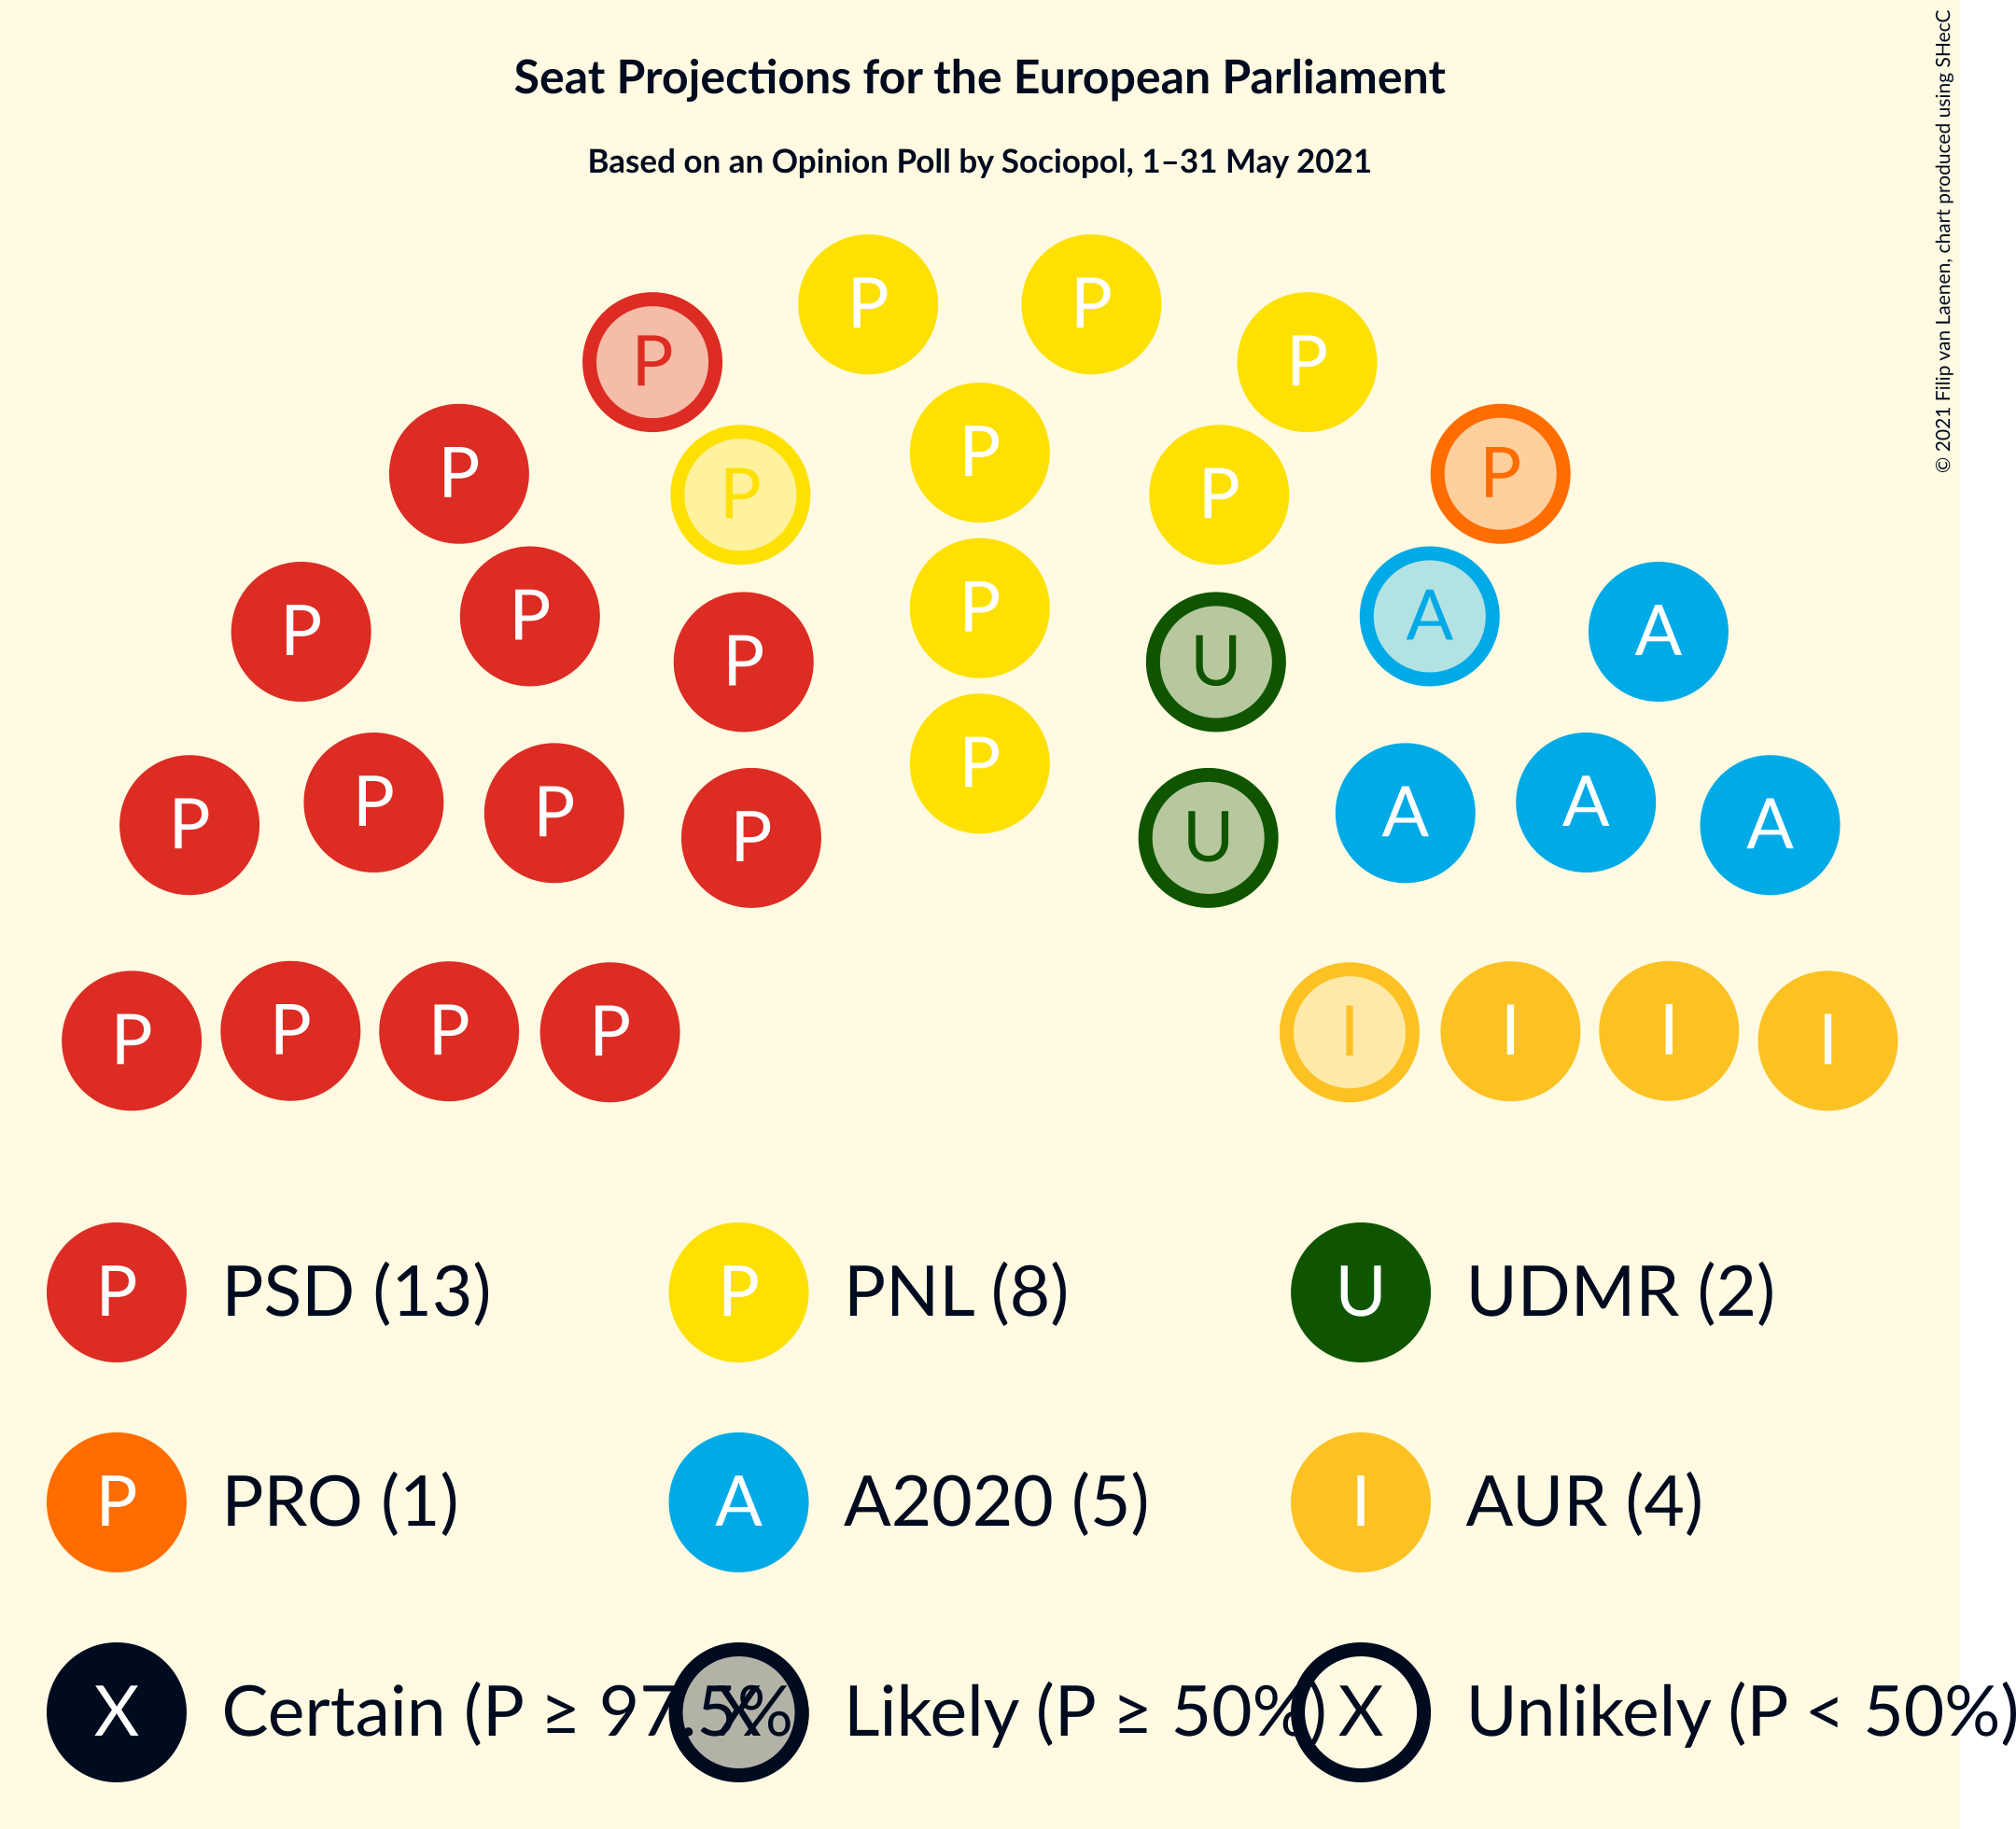 Seat Projections for the European Parliament
Based on an Opinion Poll by Sociopol, 1–31 May 2021
© 2021 Filip van Laenen, chart produced using SHecC
P P
P P
P P
P P P
P P
P A
P P U A
P
P P U
P P A A A
P P P P I I I I
P PSD (13) P PNL (8) U UDMR (2)
P PRO (1) A A2020 (5) I AUR (4)
X Certain (P ≥ 97.5% X Likely (P ≥ 50%) X Unlikely (P < 50%)